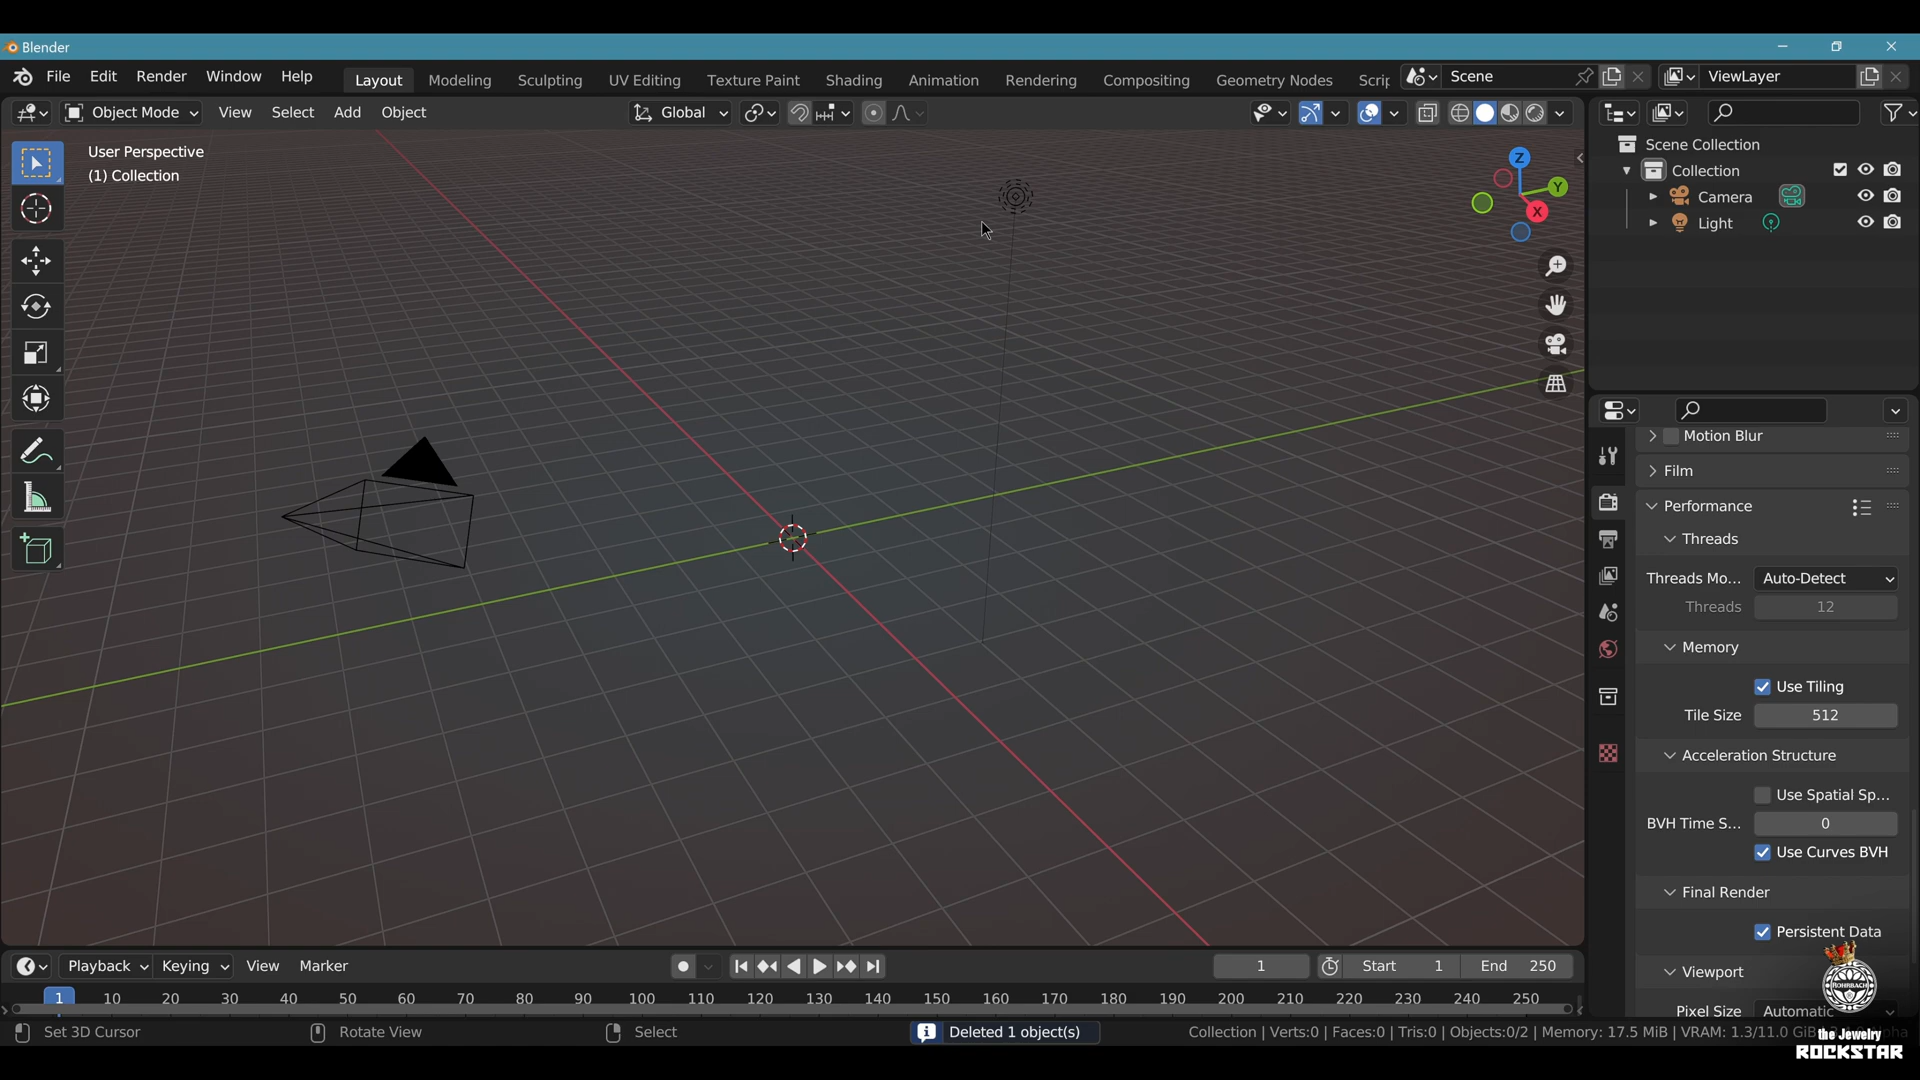 Blender
File Edit Render Window Help Layout Modeling Sculpting UV Editing Texture Paint Shading Animation Rendering Compositing Geometry Nodes Scrip Scene ViewLayer
Object Mode View Select Add Object Global
User Perspective
(1) Collection
Z
Y
X
Scene Collection
Collection
Camera
Light
Motion Blur
Film
Performance
Threads
Threads Mo... Auto-Detect
Threads 12
Memory
Use Tiling
Tile Size 512
Acceleration Structure
Use Spatial Sp...
BVH Time S... 0
Use Curves BVH
Final Render
Persistent Data
Viewport
Pixel Size Automatic
Playback Keying View Marker 1 Start 1 End 250
1 10 20 30 40 50 60 70 80 90 100 110 120 130 140 150 160 170 180 190 200 210 220 230 240 250
Set 3D Cursor Rotate View Select Deleted 1 object(s) Collection | Verts:0 | Faces:0 | Tris:0 | Objects:0/2 | Memory: 17.5 MiB | VRAM: 1.3/11.0 GiB
ROHRBACH
the Jewelry
ROCKSTAR